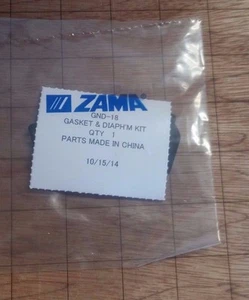 ZAMA
GND-18
GASKET & DIAPH'M KIT
QTY 1
PARTS MADE IN CHINA
10/15/14